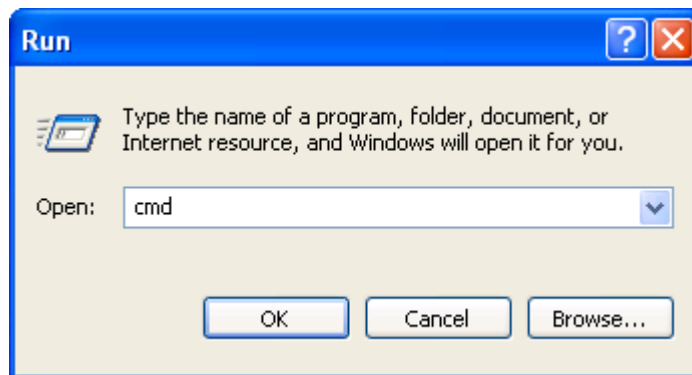 Run
?
Type the name of a program, folder, document, or
Internet resource, and Windows will open it for you.
Open: cmd
OK Cancel Browse...